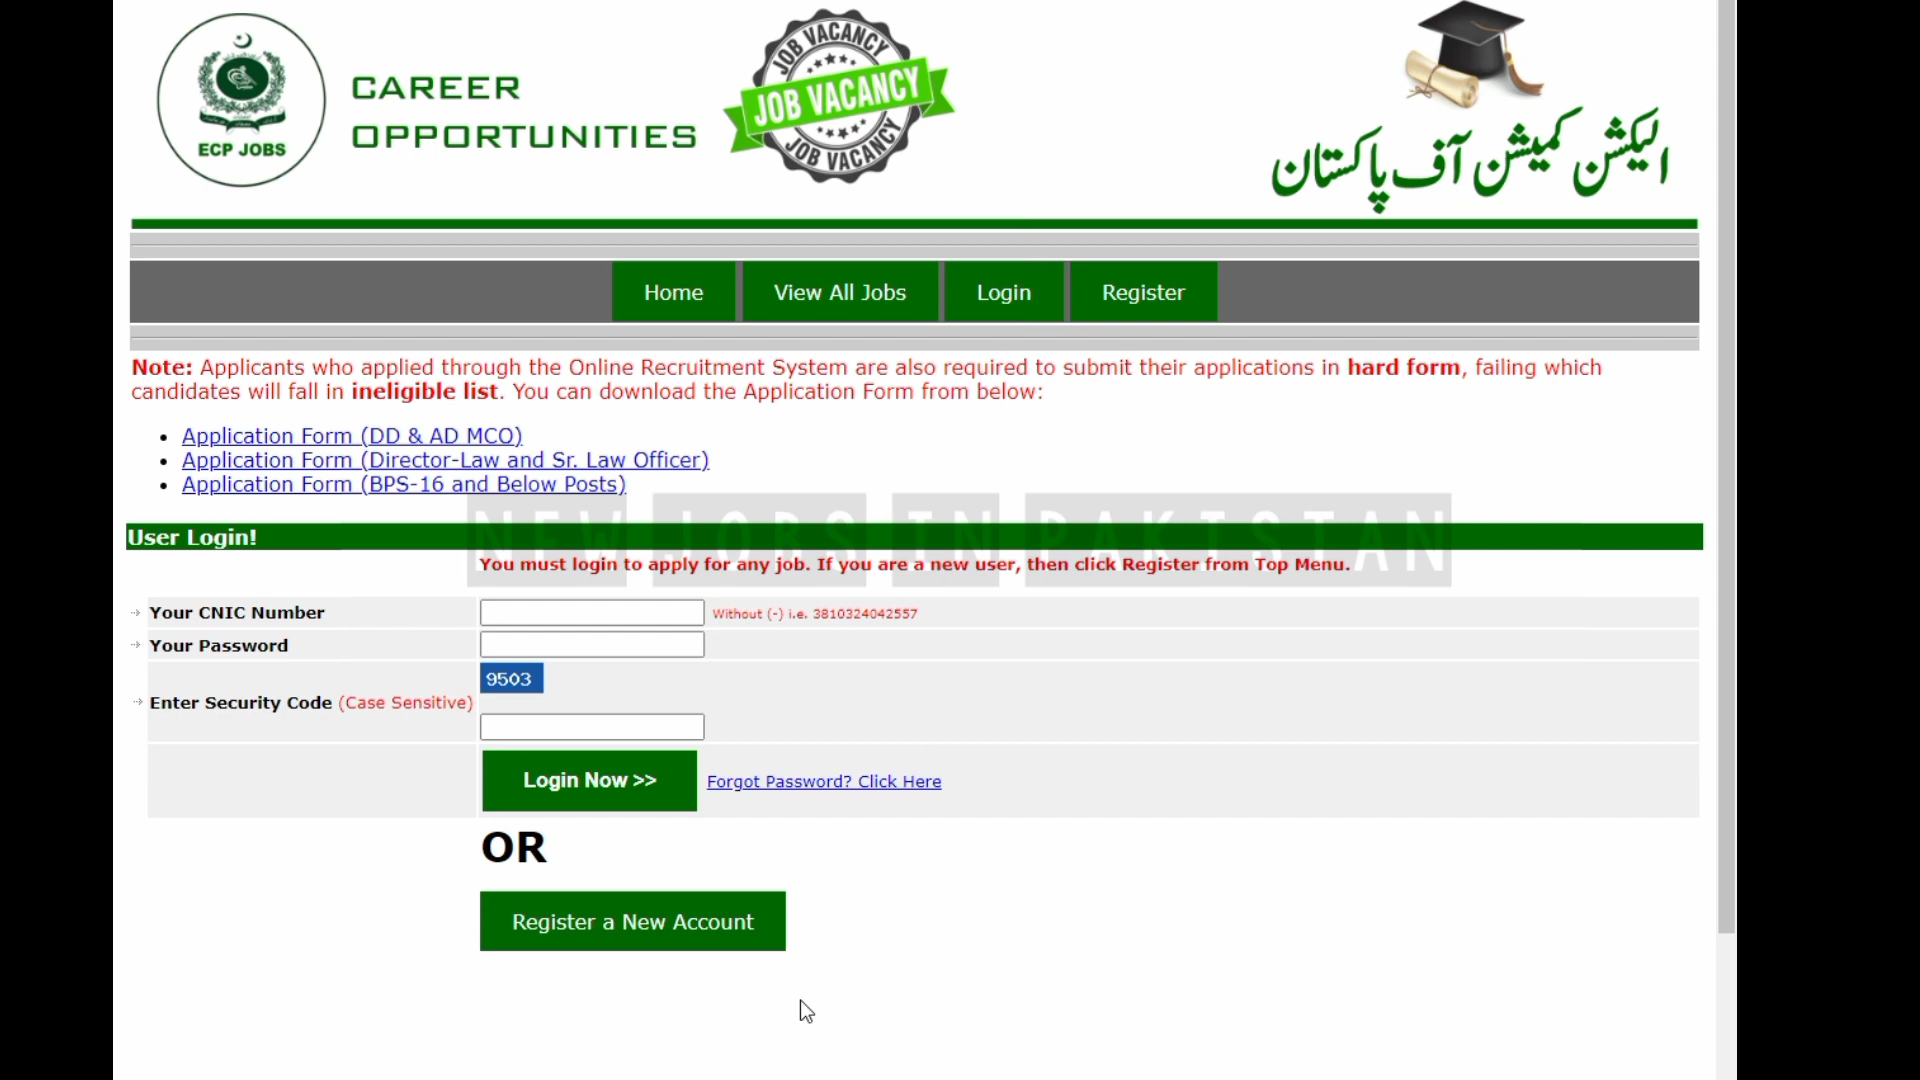 ECP JOBS
CAREER
OPPORTUNITIES
JOB VACANCY
JOB VACANCY
JOB VACANCY
الیکشن کمیشن آف پاکستان
Home
View All Jobs
Login
Register
Note: Applicants who applied through the Online Recruitment System are also required to submit their applications in hard form, failing which
candidates will fall in ineligible list. You can download the Application Form from below:
Application Form (DD & AD MCO)
Application Form (Director-Law and Sr. Law Officer)
Application Form (BPS-16 and Below Posts)
NEW JOBS IN PAKISTAN
User Login!
You must login to apply for any job. If you are a new user, then click Register from Top Menu.
Your CNIC Number Without (-) i.e. 3810324042557
Your Password
9503
Enter Security Code (Case Sensitive)
Login Now >> Forgot Password? Click Here
OR
Register a New Account